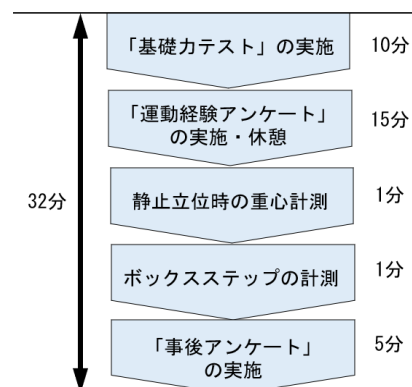 「基礎力テスト」の実施
10分
「運動経験アンケート」
の実施・休憩
15分
32分
静止立位時の重心計測
1分
ボックスステップの計測
1分
「事後アンケート」
の実施
5分